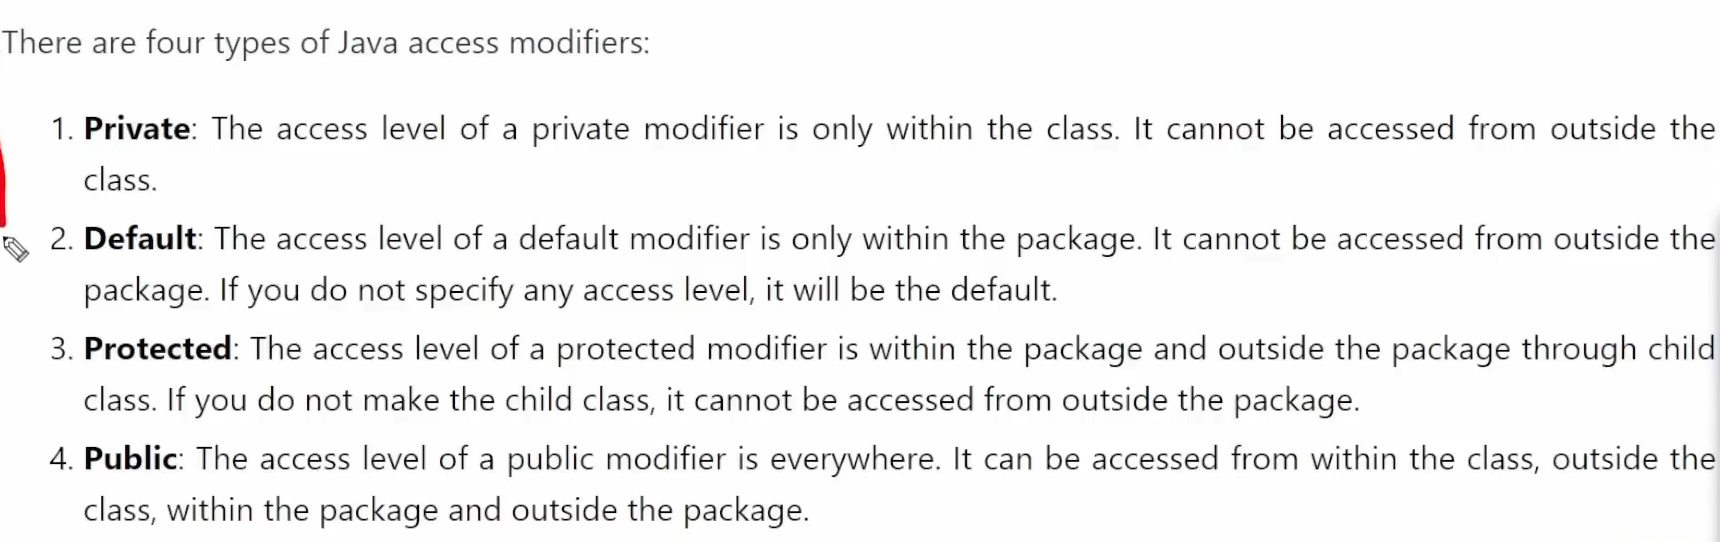 There are four types of Java access modifiers:
1. Private: The access level of a private modifier is only within the class. It cannot be accessed from outside the
class.
2. Default: The access level of a default modifier is only within the package. It cannot be accessed from outside the
package. If you do not specify any access level, it will be the default.
3. Protected: The access level of a protected modifier is within the package and outside the package through child
class. If you do not make the child class, it cannot be accessed from outside the package.
4. Public: The access level of a public modifier is everywhere. It can be accessed from within the class, outside the
class, within the package and outside the package.